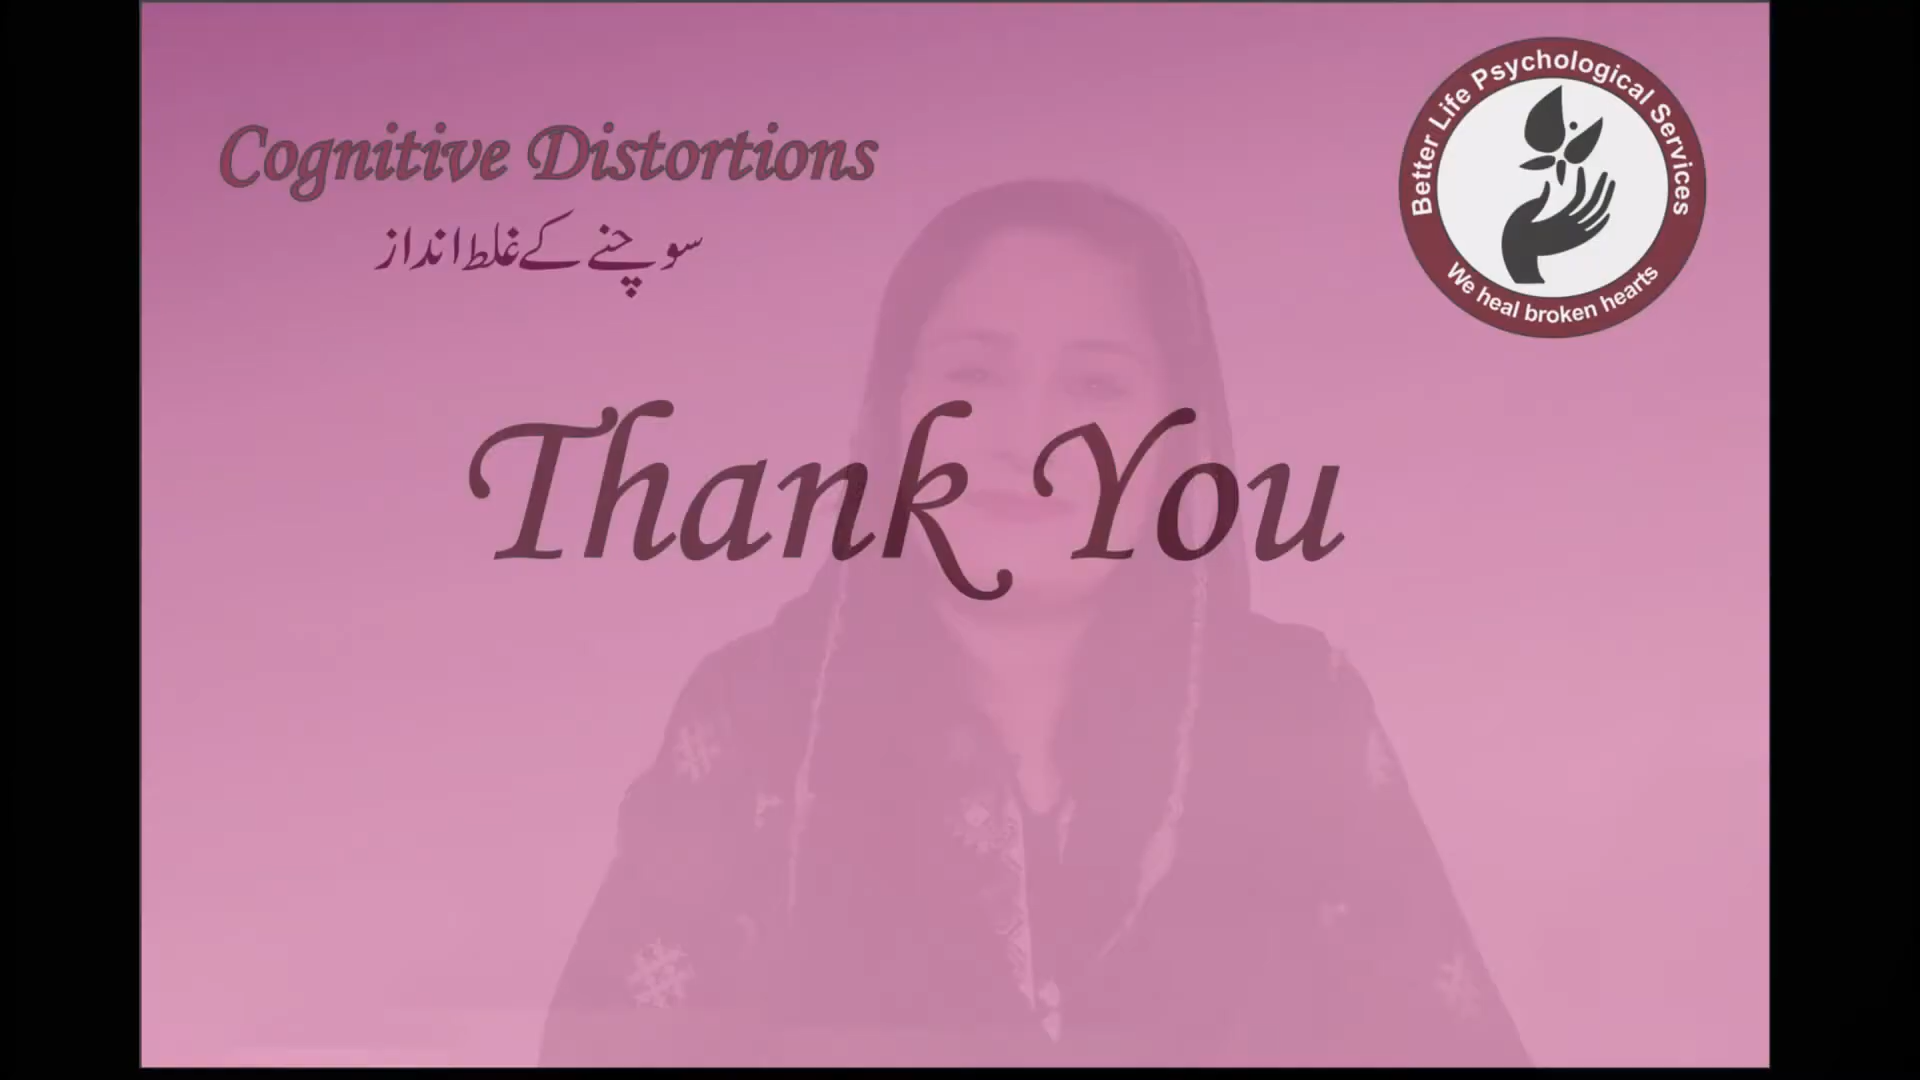 Cognitive Distortions
سوچنے کے غلط انداز
Thank You
Better Life Psychological Services
We heal broken hearts